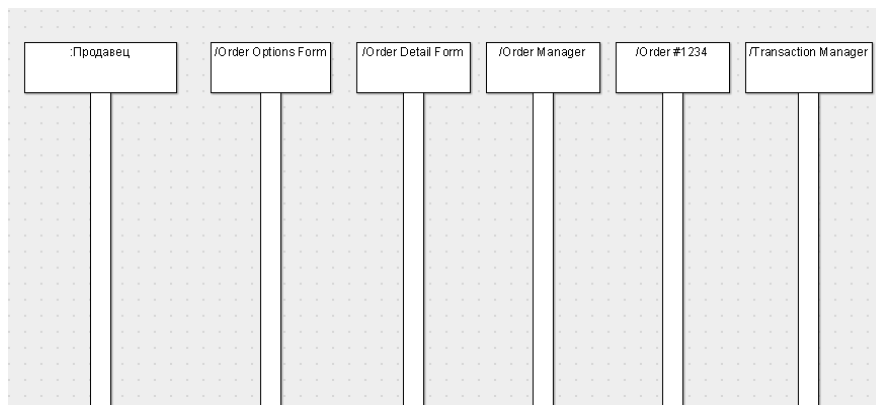 :Продавец
/Order Options Form
/Order Detail Form
/Order Manager
/Order #1234
/Transaction Manager